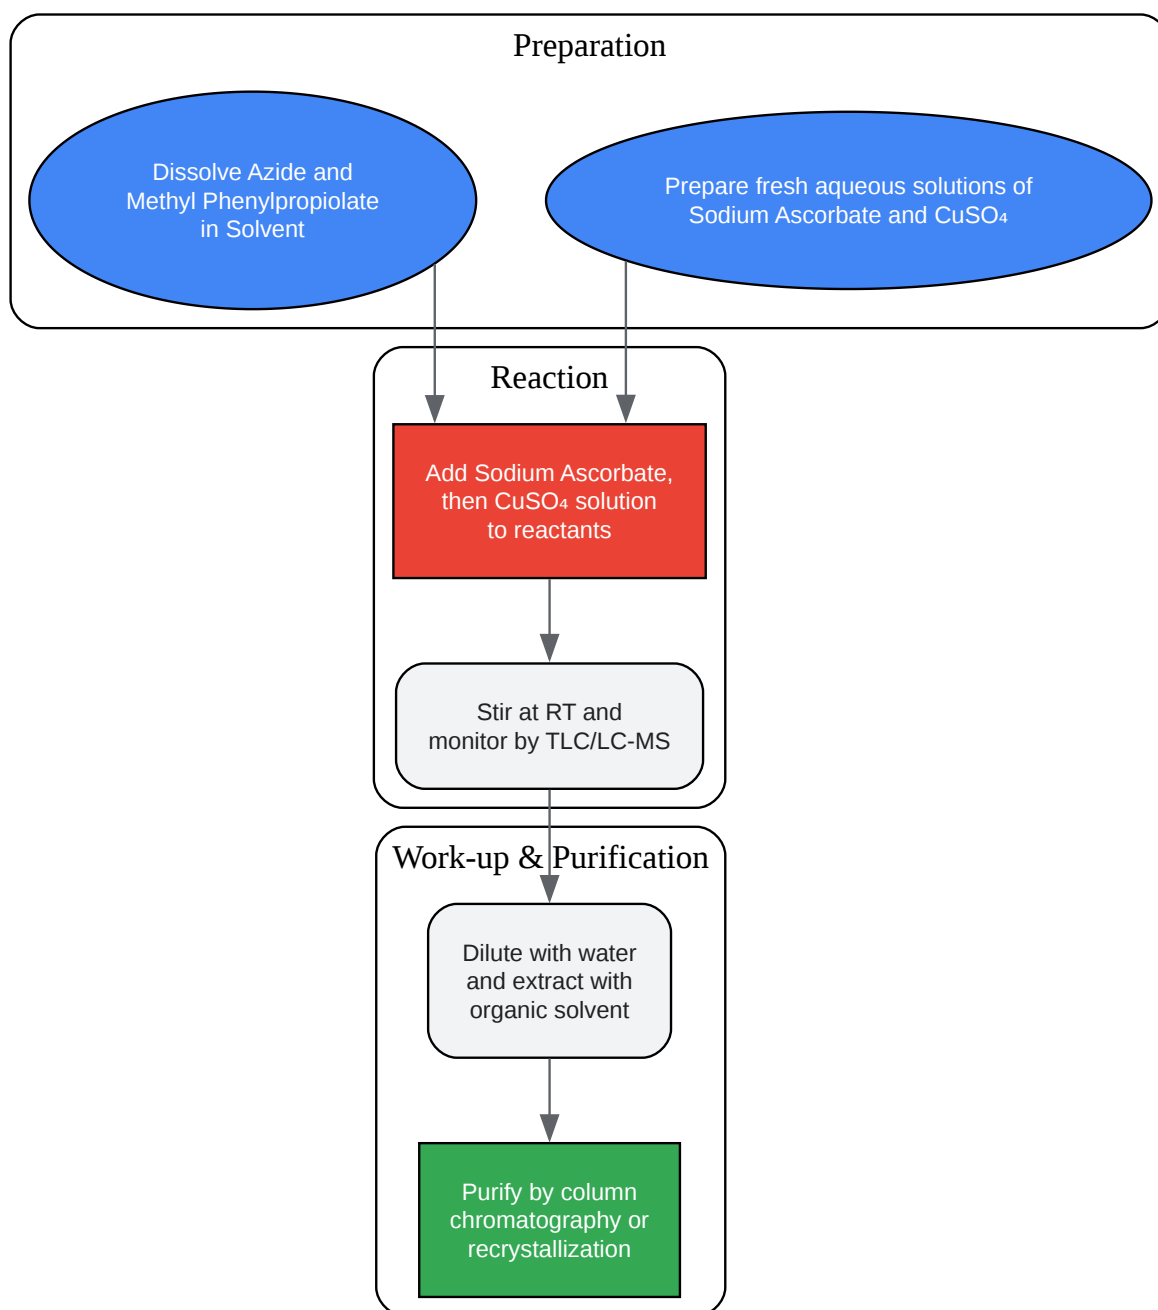 Preparation
Dissolve Azide and
Methyl Phenylpropiolate
in Solvent
Prepare fresh aqueous solutions of
Sodium Ascorbate and CuSO₄
Reaction
Add Sodium Ascorbate,
then CuSO₄ solution
to reactants
Stir at RT and
monitor by TLC/LC-MS
Work-up & Purification
Dilute with water
and extract with
organic solvent
Purify by column
chromatography or
recrystallization